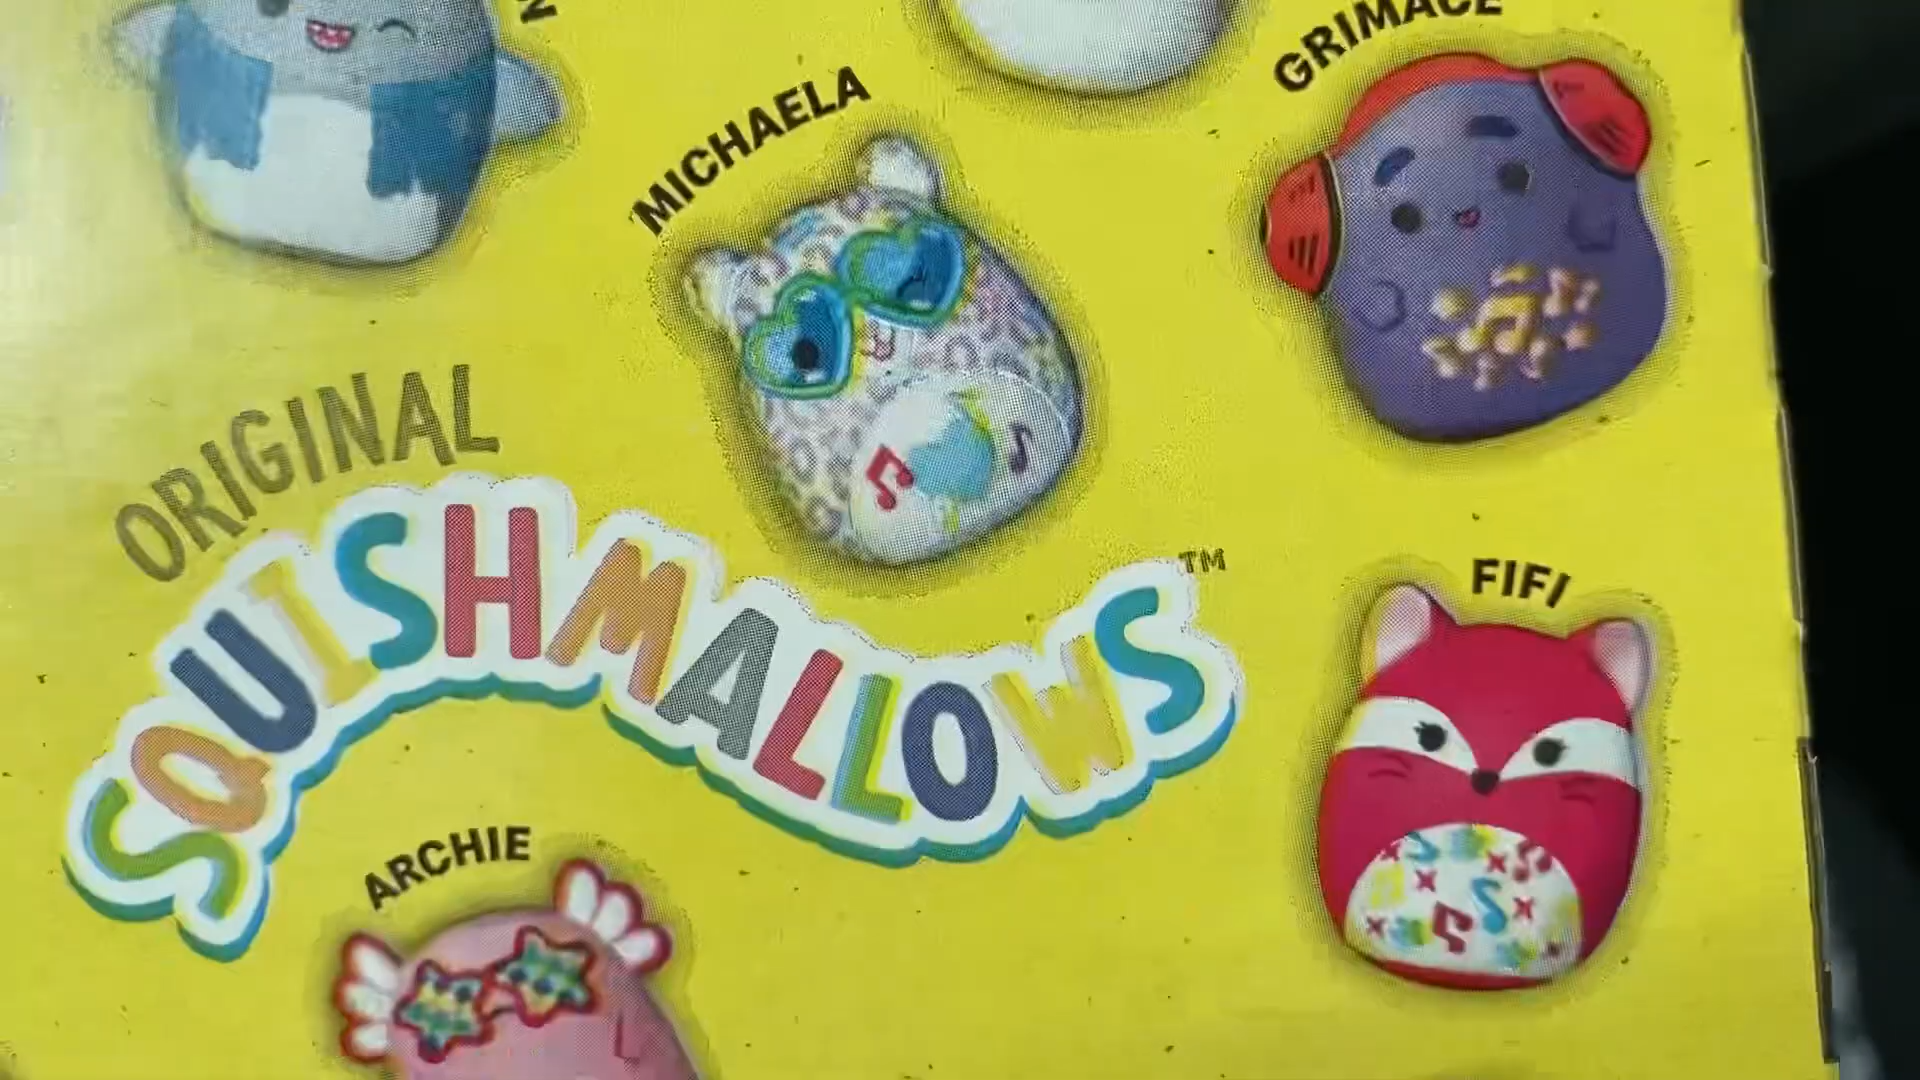 GRIMACE
MICHAELA
ORIGINAL
SQUISHMALLOWS™
FIFI
ARCHIE